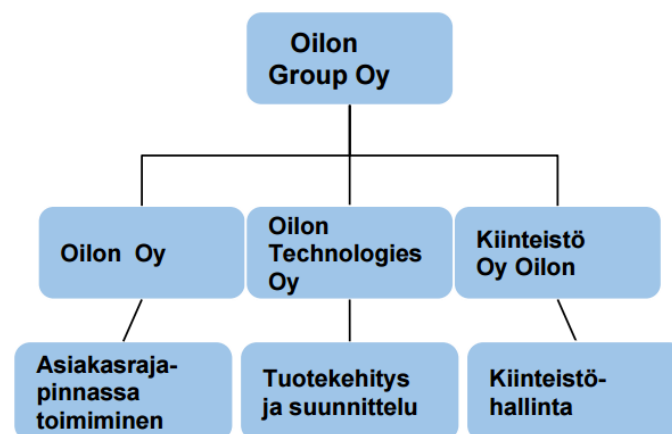 Oilon
Group Oy
Oilon Oy
Oilon
Technologies
Oy
Kiinteistö
Oy Oilon
Asiakasraja-
pinnassa
toimiminen
Tuotekehitys
ja suunnittelu
Kiinteistö-
hallinta